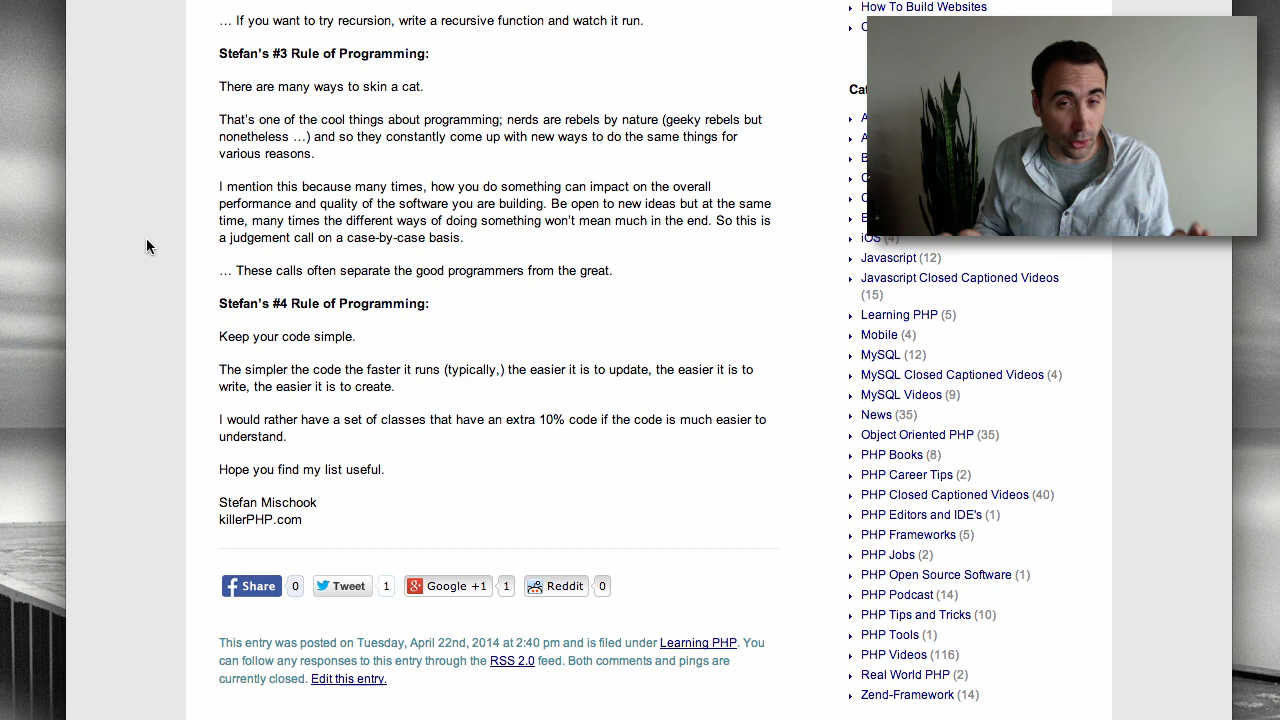 … If you want to try recursion, write a recursive function and watch it run.
Stefan's #3 Rule of Programming:
There are many ways to skin a cat.
That's one of the cool things about programming; nerds are rebels by nature (geeky rebels but
nonetheless …) and so they constantly come up with new ways to do the same things for
various reasons.
I mention this because many times, how you do something can impact on the overall
performance and quality of the software you are building. Be open to new ideas but at the same
time, many times the different ways of doing something won't mean much in the end. So this is
a judgement call on a case-by-case basis.
… These calls often separate the good programmers from the great.
Stefan's #4 Rule of Programming:
Keep your code simple.
The simpler the code the faster it runs (typically,) the easier it is to update, the easier it is to
write, the easier it is to create.
I would rather have a set of classes that have an extra 10% code if the code is much easier to
understand.
Hope you find my list useful.
Stefan Mischook
killerPHP.com
Share 0 Tweet 1 Google +1 1 Reddit 0
This entry was posted on Tuesday, April 22nd, 2014 at 2:40 pm and is filed under Learning PHP. You
can follow any responses to this entry through the RSS 2.0 feed. Both comments and pings are
currently closed. Edit this entry.
How To Build Websites
iOS (4)
Javascript (12)
Javascript Closed Captioned Videos
(15)
Learning PHP (5)
Mobile (4)
MySQL (12)
MySQL Closed Captioned Videos (4)
MySQL Videos (9)
News (35)
Object Oriented PHP (35)
PHP Books (8)
PHP Career Tips (2)
PHP Closed Captioned Videos (40)
PHP Editors and IDE's (1)
PHP Frameworks (5)
PHP Jobs (2)
PHP Open Source Software (1)
PHP Podcast (14)
PHP Tips and Tricks (10)
PHP Tools (1)
PHP Videos (116)
Real World PHP (2)
Zend-Framework (14)